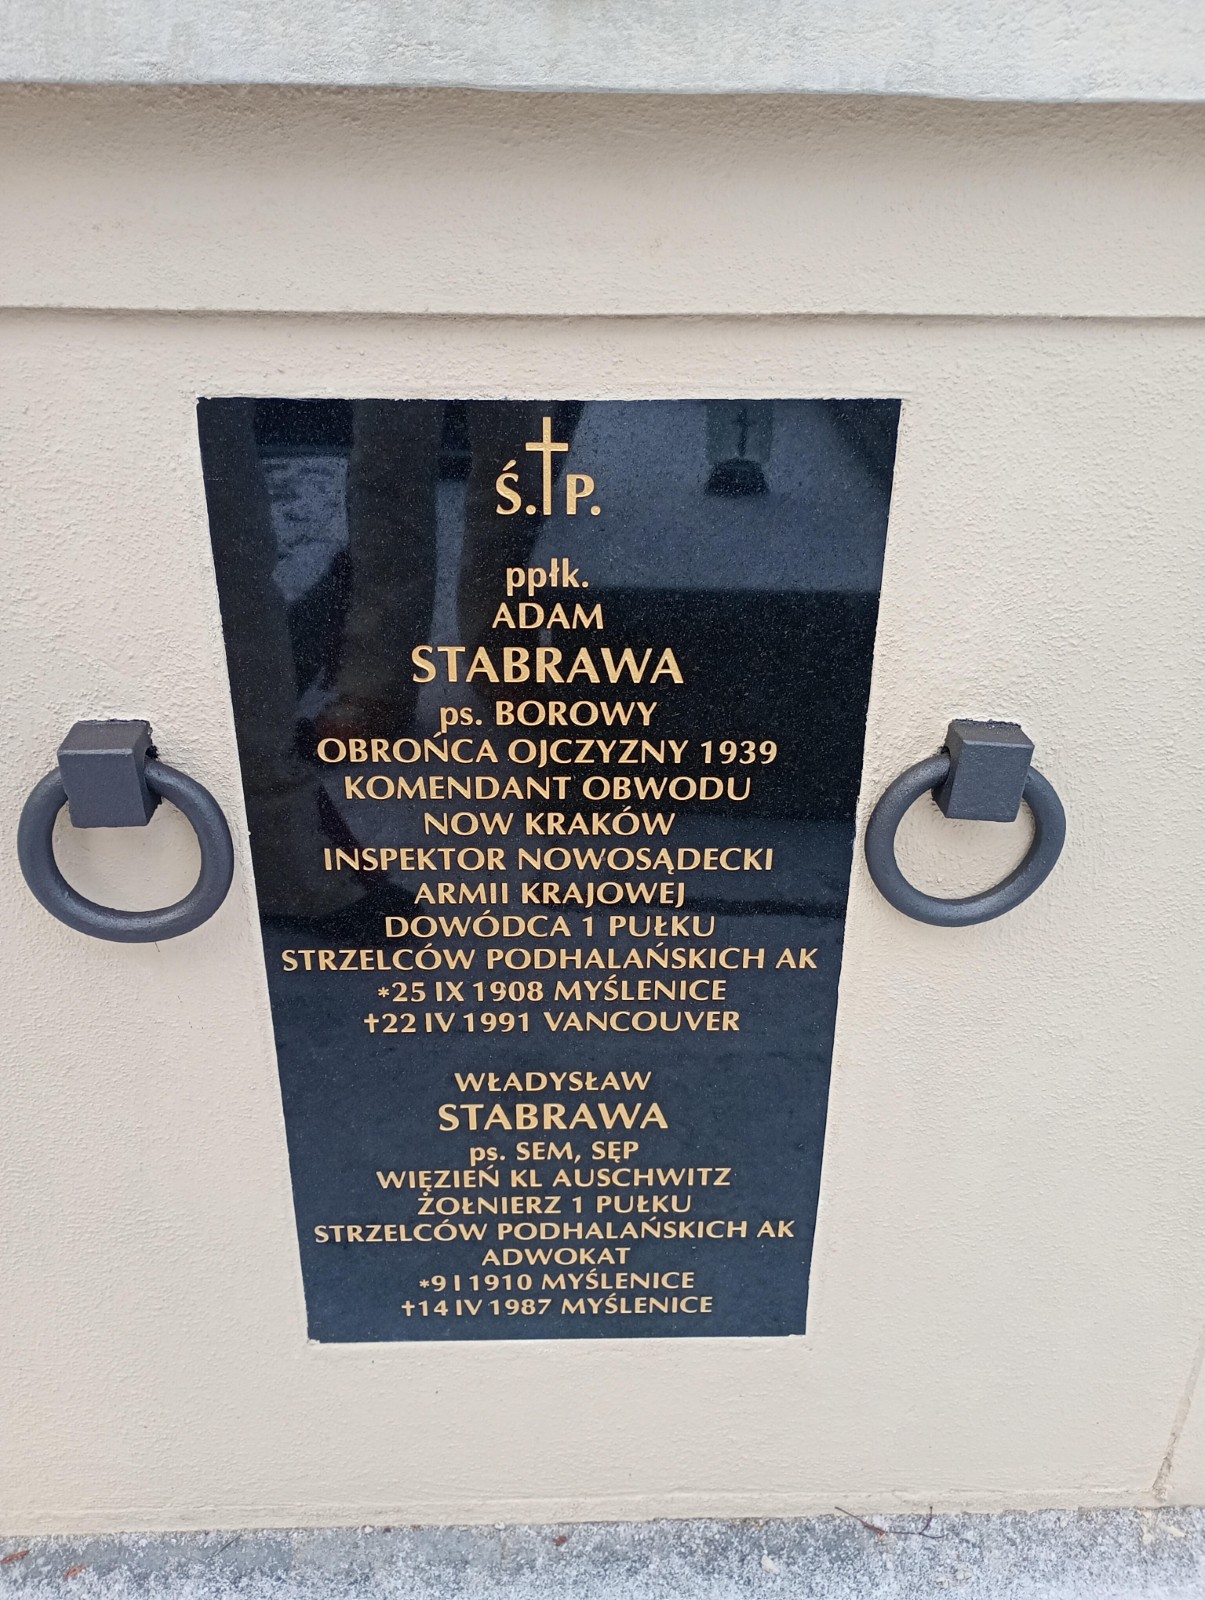 Ś. P.
ppłk.
ADAM
STABRAWA
ps. BOROWY
OBROŃCA OJCZYZNY 1939
KOMENDANT OBWODU
NOW KRAKÓW
INSPEKTOR NOWOSĄDECKI
ARMII KRAJOWEJ
DOWÓDCA 1 PUŁKU
STRZELCÓW PODHALAŃSKICH AK
*25 IX 1908 MYŚLENICE
✝22 IV 1991 VANCOUVER
WŁADYSŁAW
STABRAWA
ps. SEM, SĘP
WIĘZIEŃ KL AUSCHWITZ
ŻOŁNIERZ 1 PUŁKU
STRZELCÓW PODHALAŃSKICH AK
ADWOKAT
*9 I 1910 MYŚLENICE
✝14 IV 1987 MYŚLENICE